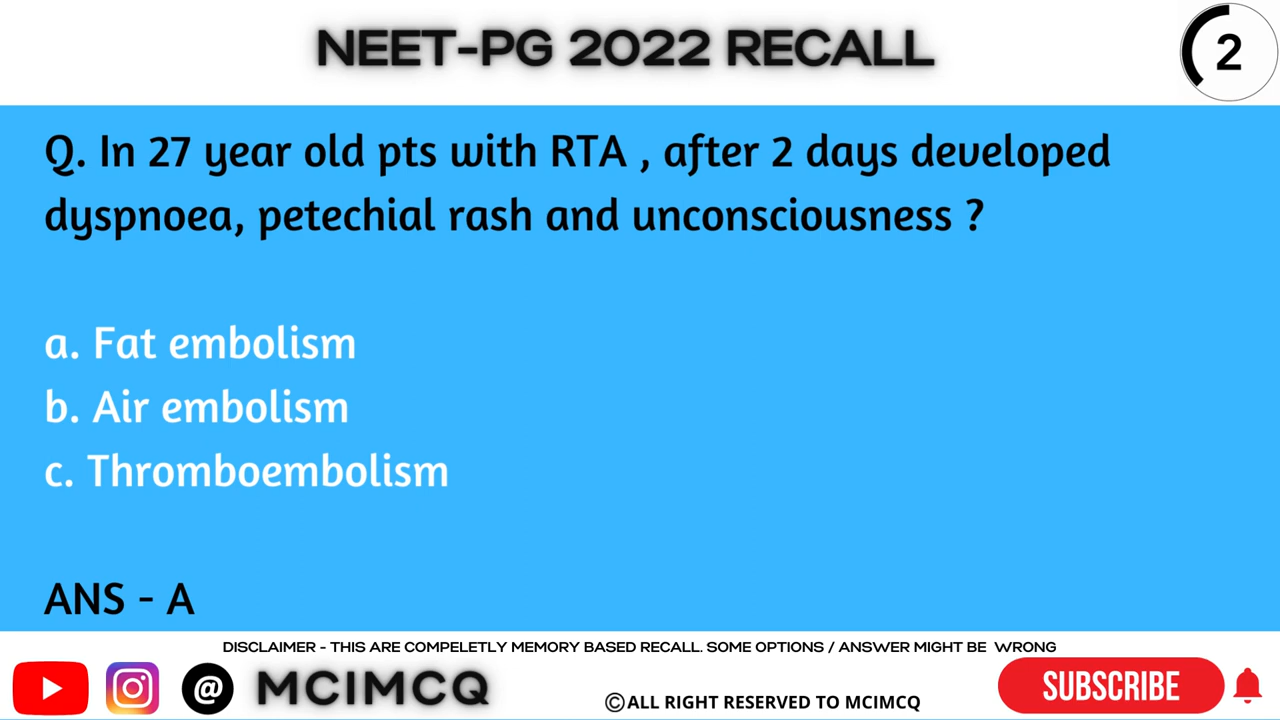 NEET-PG 2022 RECALL
2
Q. In 27 year old pts with RTA , after 2 days developed
dyspnoea, petechial rash and unconsciousness ?
a. Fat embolism
b. Air embolism
c. Thromboembolism
ANS - A
DISCLAIMER - THIS ARE COMPELETLY MEMORY BASED RECALL. SOME OPTIONS / ANSWER MIGHT BE WRONG
@ MCIMCQ
©ALL RIGHT RESERVED TO MCIMCQ
SUBSCRIBE